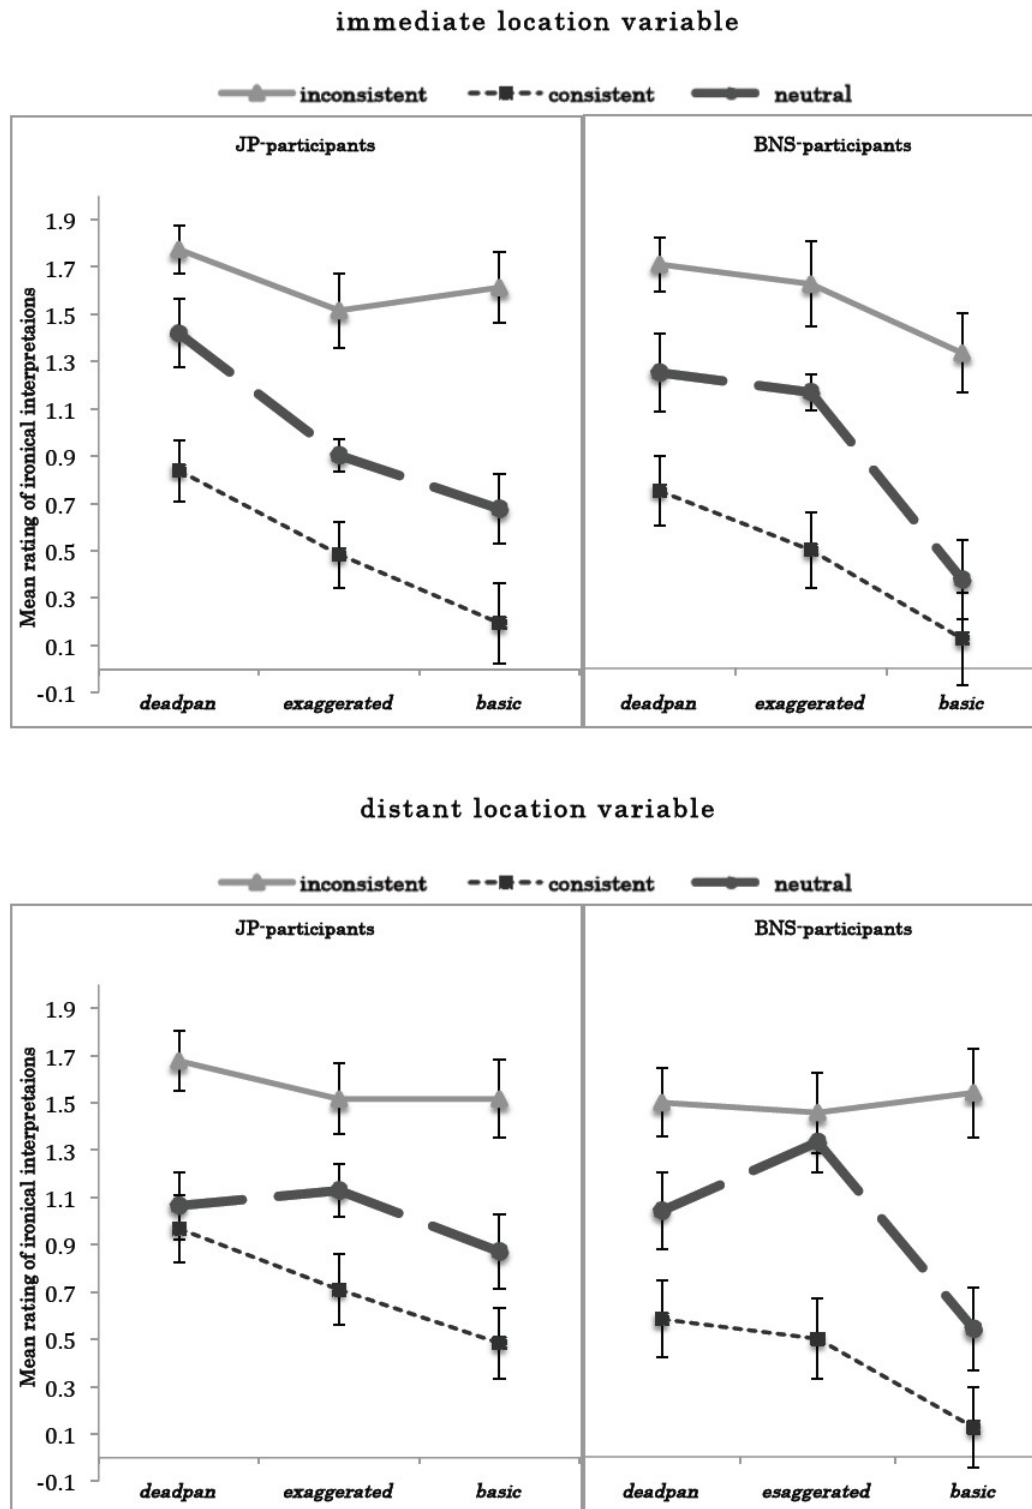 immediate location variable
inconsistent consistent neutral
JP-participants
BNS-participants
Mean rating of ironical interpretaions
1.9
1.7
1.5
1.3
1.1
0.9
0.7
0.5
0.3
0.1
-0.1
deadpan exaggerated basic
deadpan exaggerated basic
distant location variable
inconsistent consistent neutral
JP-participants
BNS-participants
Mean rating of ironical interpretaions
1.9
1.7
1.5
1.3
1.1
0.9
0.7
0.5
0.3
0.1
-0.1
deadpan exaggerated basic
deadpan esaggerated basic